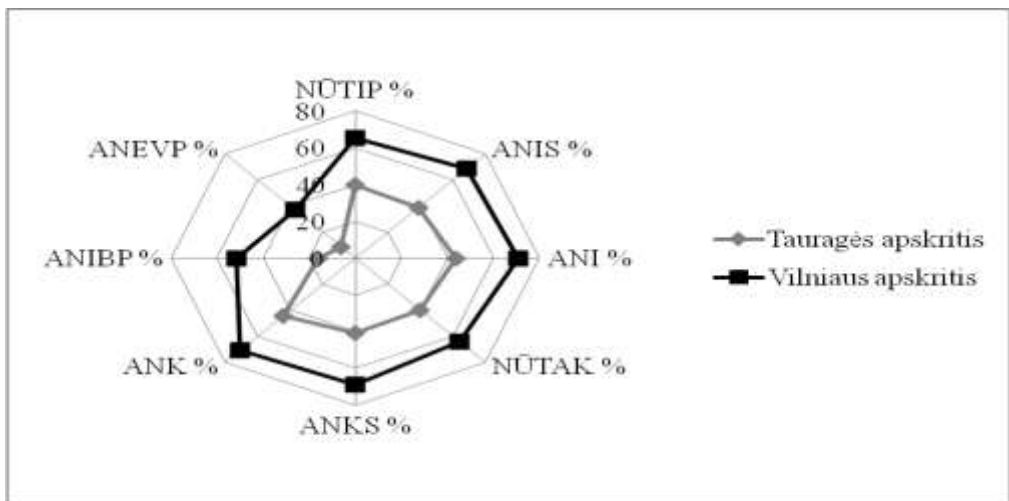 NŪTIP %
80
ANEVP %
60
ANIS %
40
20
ANIBP %
0
ANI %
Tauragės apskritis
Vilniaus apskritis
ANK %
NŪTAK %
ANKS %